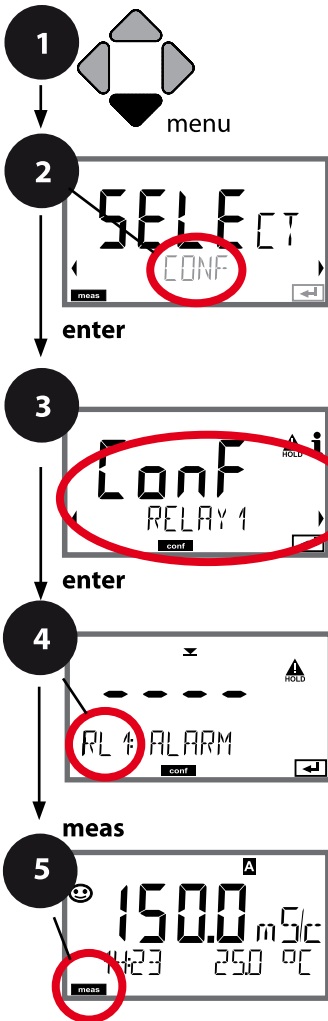 1
menu
2
SELECT
CONF
meas
enter
3
Conf
HOLD i
RELAY 1
conf
enter
4
HOLD
- - - -
RL 1: ALARM
conf
meas
5
A
150.0 mS/c
14:23 25.0 °C
meas